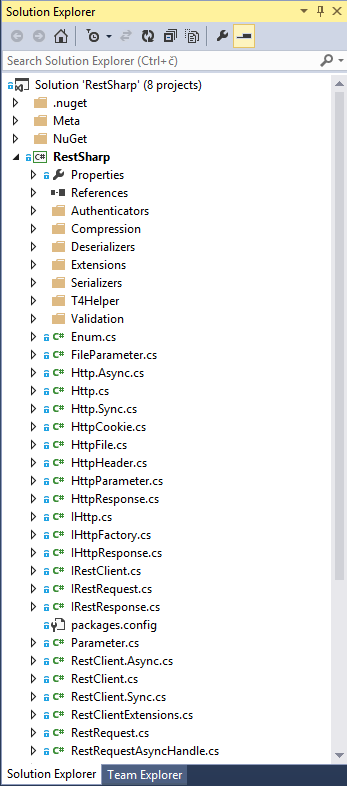 Solution Explorer
Search Solution Explorer (Ctrl+č)
Solution 'RestSharp' (8 projects)
.nuget
Meta
NuGet
C# RestSharp
Properties
References
Authenticators
Compression
Deserializers
Extensions
Serializers
T4Helper
Validation
C# Enum.cs
C# FileParameter.cs
C# Http.Async.cs
C# Http.cs
C# Http.Sync.cs
C# HttpCookie.cs
C# HttpFile.cs
C# HttpHeader.cs
C# HttpParameter.cs
C# HttpResponse.cs
C# IHttp.cs
C# IHttpFactory.cs
C# IHttpResponse.cs
C# IRestClient.cs
C# IRestRequest.cs
C# IRestResponse.cs
packages.config
C# Parameter.cs
C# RestClient.Async.cs
C# RestClient.cs
C# RestClient.Sync.cs
C# RestClientExtensions.cs
C# RestRequest.cs
C# RestRequestAsyncHandle.cs
Solution Explorer Team Explorer